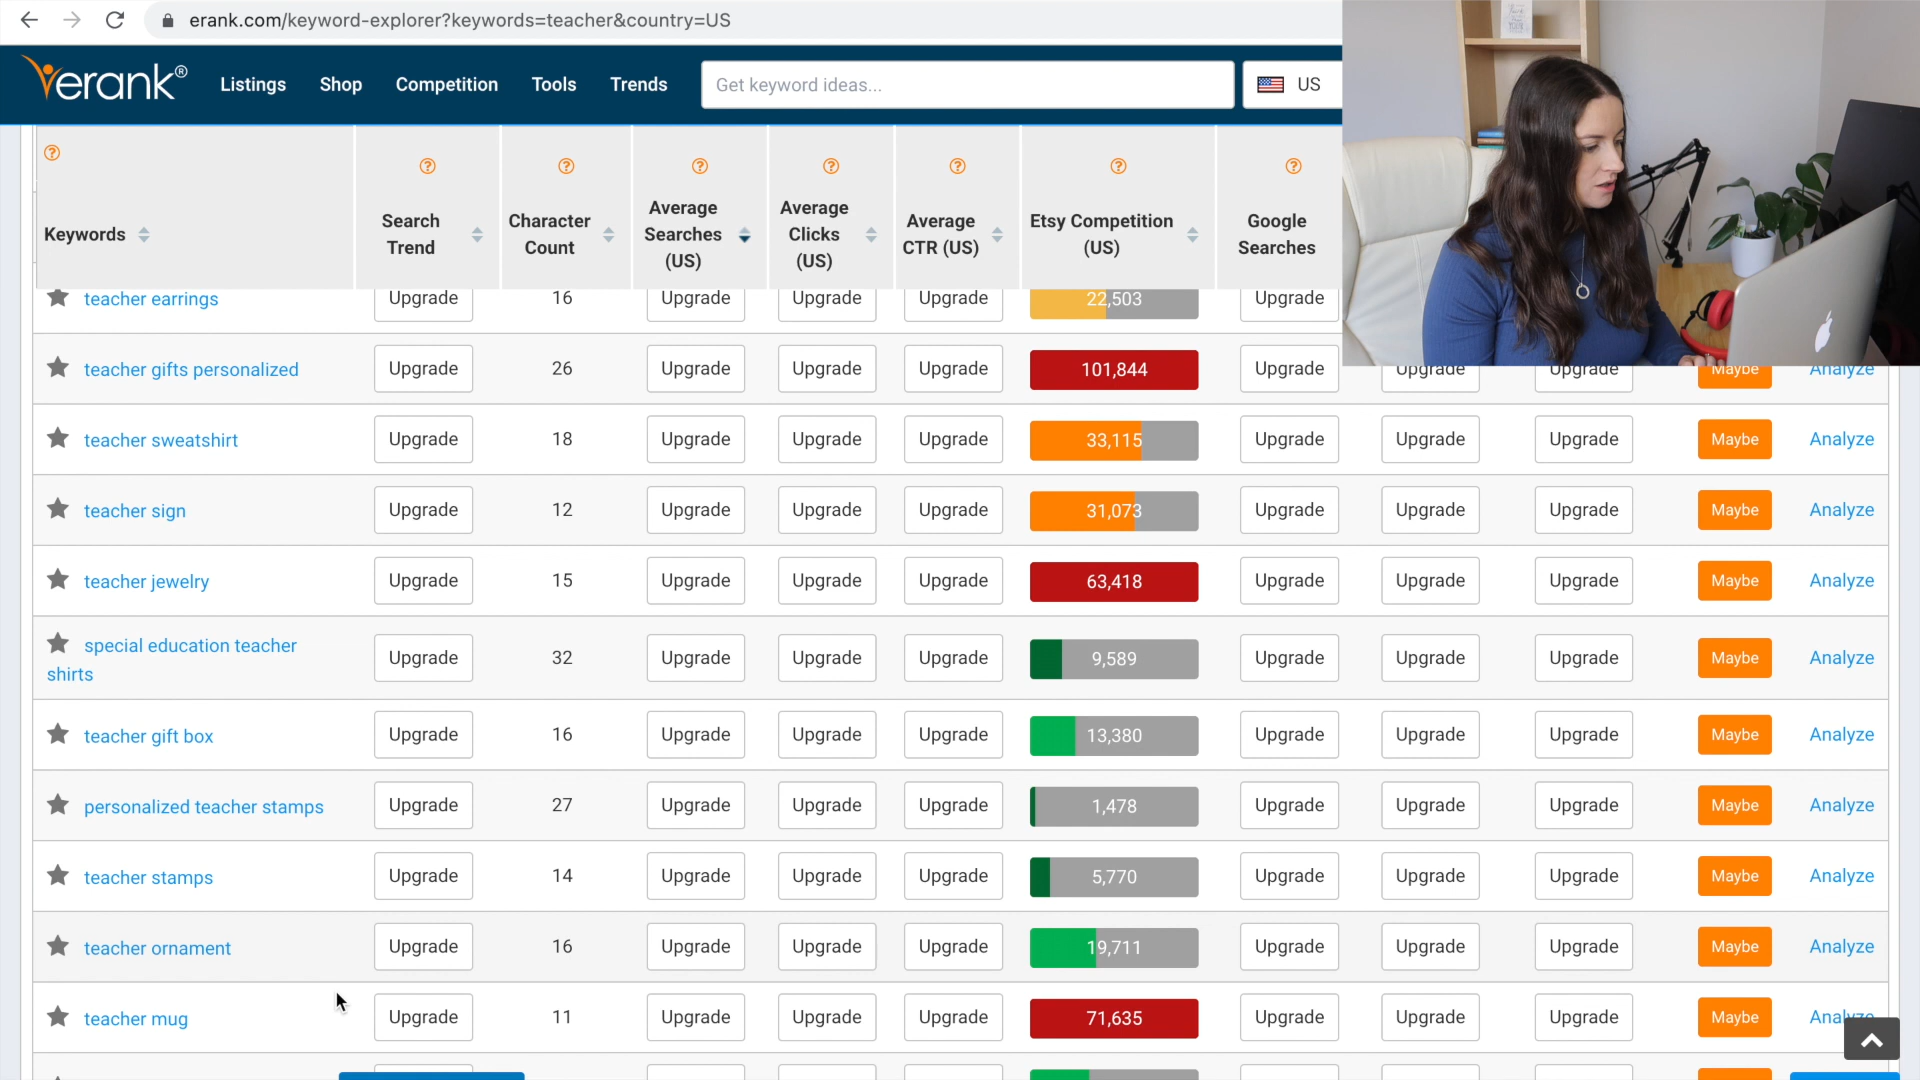 erank.com/keyword-explorer?keywords=teacher&country=US
erank®
Listings
Shop
Competition
Tools
Trends
Get keyword ideas...
US
Keywords
Search Trend
Character Count
Average Searches (US)
Average Clicks (US)
Average CTR (US)
Etsy Competition (US)
Google Searches
teacher earrings Upgrade 16 Upgrade Upgrade Upgrade 22,503 Upgrade
teacher gifts personalized Upgrade 26 Upgrade Upgrade Upgrade 101,844 Upgrade Upgrade Upgrade Maybe Analyze
teacher sweatshirt Upgrade 18 Upgrade Upgrade Upgrade 33,115 Upgrade Upgrade Upgrade Maybe Analyze
teacher sign Upgrade 12 Upgrade Upgrade Upgrade 31,073 Upgrade Upgrade Upgrade Maybe Analyze
teacher jewelry Upgrade 15 Upgrade Upgrade Upgrade 63,418 Upgrade Upgrade Upgrade Maybe Analyze
special education teacher
shirts Upgrade 32 Upgrade Upgrade Upgrade 9,589 Upgrade Upgrade Upgrade Maybe Analyze
teacher gift box Upgrade 16 Upgrade Upgrade Upgrade 13,380 Upgrade Upgrade Upgrade Maybe Analyze
personalized teacher stamps Upgrade 27 Upgrade Upgrade Upgrade 1,478 Upgrade Upgrade Upgrade Maybe Analyze
teacher stamps Upgrade 14 Upgrade Upgrade Upgrade 5,770 Upgrade Upgrade Upgrade Maybe Analyze
teacher ornament Upgrade 16 Upgrade Upgrade Upgrade 19,711 Upgrade Upgrade Upgrade Maybe Analyze
teacher mug Upgrade 11 Upgrade Upgrade Upgrade 71,635 Upgrade Upgrade Upgrade Maybe Analyze